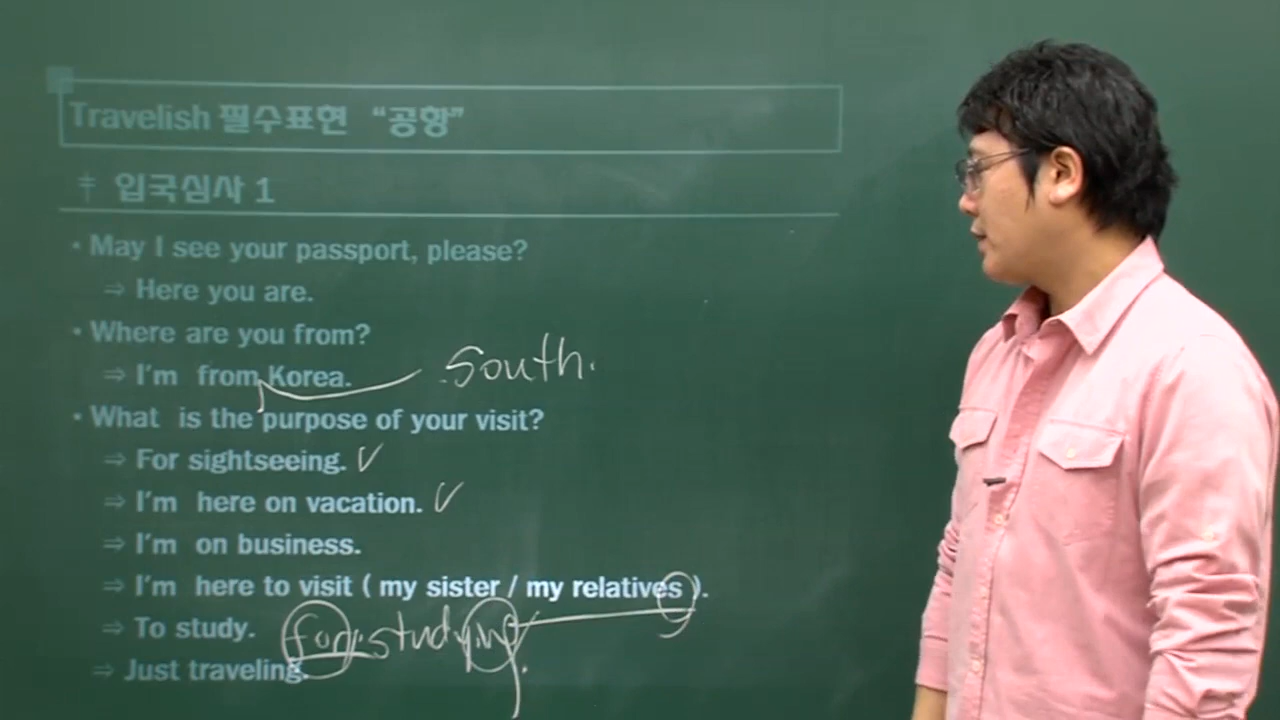 Travelish 필수표현 “공항”
입국심사 1
• May I see your passport, please?
⇒ Here you are.
• Where are you from?
⇒ I'm from Korea. South.
• What is the purpose of your visit?
⇒ For sightseeing. ✓
⇒ I'm here on vacation. ✓
⇒ I'm on business.
⇒ I'm here to visit ( my sister / my relatives ).
⇒ To study. for studying.
⇒ Just traveling.